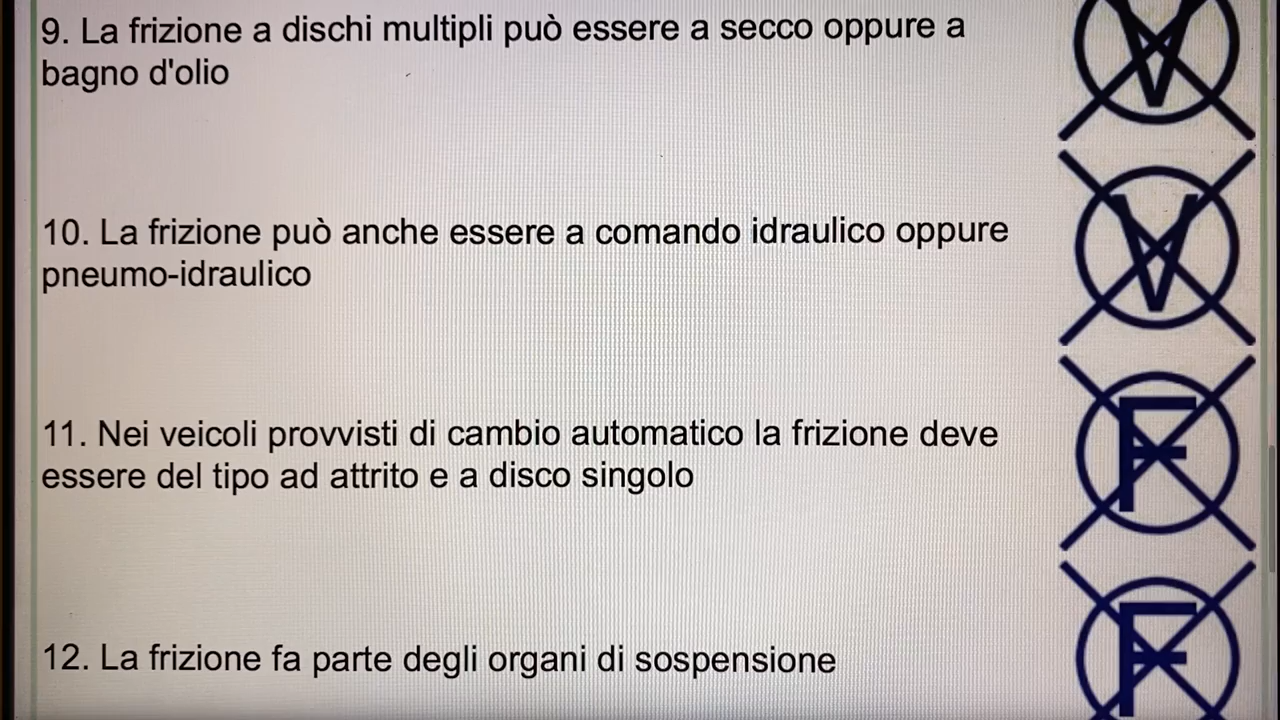 9. La frizione a dischi multipli può essere a secco oppure a
bagno d'olio
V
10. La frizione può anche essere a comando idraulico oppure
pneumo-idraulico
V
11. Nei veicoli provvisti di cambio automatico la frizione deve
essere del tipo ad attrito e a disco singolo
F
12. La frizione fa parte degli organi di sospensione
F